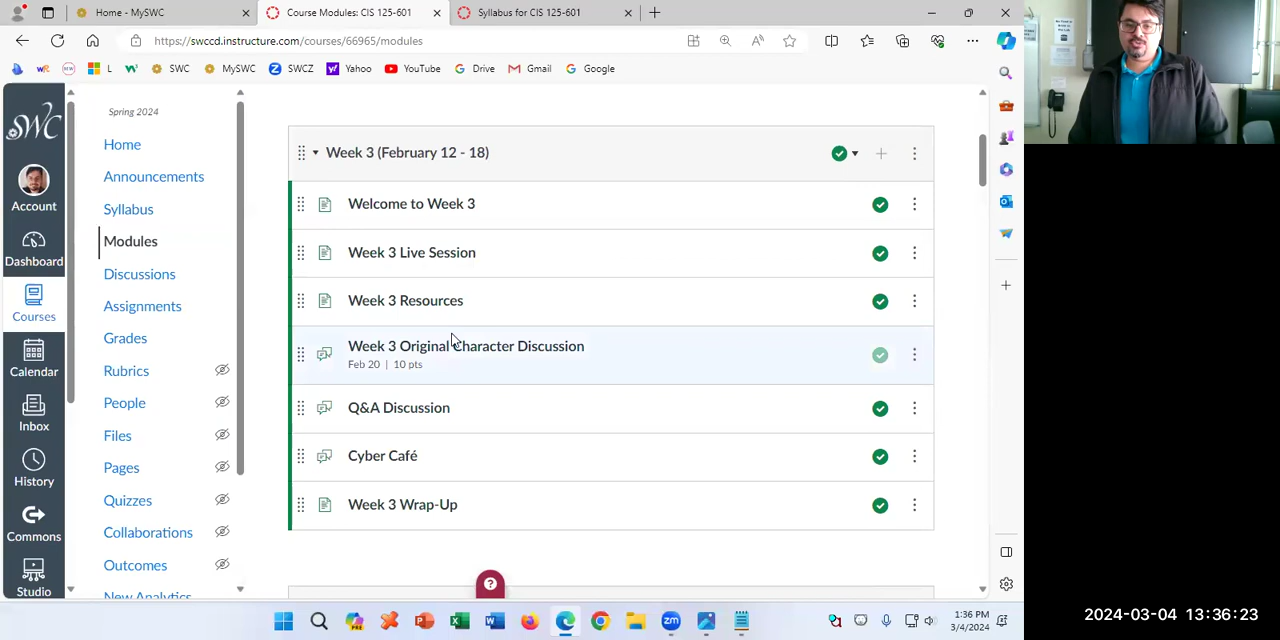 Home - MySWC
Course Modules: CIS 125-601
Syllabus for CIS 125-601
https://swccd.instructure.com/courses/66965/modules
L
SWC
MySWC
SWCZ
Yahoo
YouTube
Drive
Gmail
Google
SWC
Account
Dashboard
Courses
Calendar
Inbox
History
Commons
Studio
Spring 2024
Home
Announcements
Syllabus
Modules
Discussions
Assignments
Grades
Rubrics
People
Files
Pages
Quizzes
Collaborations
Outcomes
New Analytics
Week 3 (February 12 - 18)
Welcome to Week 3
Week 3 Live Session
Week 3 Resources
Week 3 Original Character Discussion
Feb 20 | 10 pts
Q&A Discussion
Cyber Café
Week 3 Wrap-Up
1:36 PM
3/4/2024
2024-03-04 13:36:23